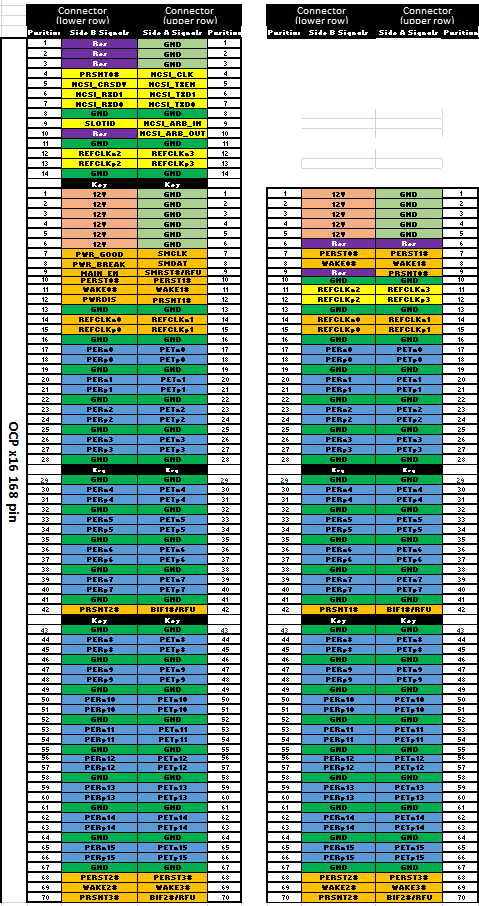 Connector (lower row) Connector (upper row)
Position Side B Signals Side A Signals Position
1 Rsv GND 1
2 Rsv GND 2
3 Rsv GND 3
4 PRSNT0# NCSI_CLK 4
5 NCSI_CRSDV NCSI_TXEN 5
6 NCSI_RXD1 NCSI_TXD1 6
7 NCSI_RXD0 NCSI_TXD0 7
8 GND GND 8
9 SLOTID NCSI_ARB_IN 9
10 Rsv NCSI_ARB_OUT 10
11 GND GND 11
12 REFCLKn2 REFCLKn3 12
13 REFCLKp2 REFCLKp3 13
14 GND GND 14
Key Key
1 12V GND 1
2 12V GND 2
3 12V GND 3
4 12V GND 4
5 12V GND 5
6 12V GND 6
7 PWR_GOOD SMCLK 7
8 PWR_BREAK SMDAT 8
9 MAIN_EN SMRST#/RFU 9
10 PERST0# PERST1# 10
11 WAKE0# WAKE1# 11
12 PWRDIS PRSNT1# 12
13 GND GND 13
14 REFCLKn0 REFCLKn1 14
15 REFCLKp0 REFCLKp1 15
16 GND GND 16
17 PERn0 PETn0 17
18 PERp0 PETp0 18
19 GND GND 19
20 PERn1 PETn1 20
21 PERp1 PETp1 21
22 GND GND 22
23 PERn2 PETn2 23
24 PERp2 PETp2 24
25 GND GND 25
26 PERn3 PETn3 26
27 PERp3 PETp3 27
28 GND GND 28
Key Key
29 GND GND 29
30 PERn4 PETn4 30
31 PERp4 PETp4 31
32 GND GND 32
33 PERn5 PETn5 33
34 PERp5 PETp5 34
35 GND GND 35
36 PERn6 PETn6 36
37 PERp6 PETp6 37
38 GND GND 38
39 PERn7 PETn7 39
40 PERp7 PETp7 40
41 GND GND 41
42 PRSNT2# BIF1#/RFU 42
Key Key
43 GND GND 43
44 PERn8 PETn8 44
45 PERp8 PETp8 45
46 GND GND 46
47 PERn9 PETn9 47
48 PERp9 PETp9 48
49 GND GND 49
50 PERn10 PETn10 50
51 PERp10 PETp10 51
52 GND GND 52
53 PERn11 PETn11 53
54 PERp11 PETp11 54
55 GND GND 55
56 PERn12 PETn12 56
57 PERp12 PETp12 57
58 GND GND 58
59 PERn13 PETn13 59
60 PERp13 PETp13 60
61 GND GND 61
62 PERn14 PETn14 62
63 PERp14 PETp14 63
64 GND GND 64
65 PERn15 PETn15 65
66 PERp15 PETp15 66
67 GND GND 67
68 PERST2# PERST3# 68
69 WAKE2# WAKE3# 69
70 PRSNT3# BIF2#/RFU 70
OCP x16 168 pin
Connector (lower row) Connector (upper row)
Position Side B Signals Side A Signals Position
1 12V GND 1
2 12V GND 2
3 12V GND 3
4 12V GND 4
5 12V GND 5
6 Rsv Rsv 6
7 PERST0# PERST1# 7
8 WAKE0# WAKE1# 8
9 Rsv PRSNT0# 9
10 GND GND 10
11 REFCLKn2 REFCLKn3 11
12 REFCLKp2 REFCLKp3 12
13 GND GND 13
14 REFCLKn0 REFCLKn1 14
15 REFCLKp0 REFCLKp1 15
16 GND GND 16
17 PERn0 PETn0 17
18 PERp0 PETp0 18
19 GND GND 19
20 PERn1 PETn1 20
21 PERp1 PETp1 21
22 GND GND 22
23 PERn2 PETn2 23
24 PERp2 PETp2 24
25 GND GND 25
26 PERn3 PETn3 26
27 PERp3 PETp3 27
28 GND GND 28
Key Key
29 GND GND 29
30 PERn4 PETn4 30
31 PERp4 PETp4 31
32 GND GND 32
33 PERn5 PETn5 33
34 PERp5 PETp5 34
35 GND GND 35
36 PERn6 PETn6 36
37 PERp6 PETp6 37
38 GND GND 38
39 PERn7 PETn7 39
40 PERp7 PETp7 40
41 GND GND 41
42 PRSNT1# BIF1#/RFU 42
Key Key
43 GND GND 43
44 PERn8 PETn8 44
45 PERp8 PETp8 45
46 GND GND 46
47 PERn9 PETn9 47
48 PERp9 PETp9 48
49 GND GND 49
50 PERn10 PETn10 50
51 PERp10 PETp10 51
52 GND GND 52
53 PERn11 PETn11 53
54 PERp11 PETp11 54
55 GND GND 55
56 PERn12 PETn12 56
57 PERp12 PETp12 57
58 GND GND 58
59 PERn13 PETn13 59
60 PERp13 PETp13 60
61 GND GND 61
62 PERn14 PETn14 62
63 PERp14 PETp14 63
64 GND GND 64
65 PERn15 PETn15 65
66 PERp15 PETp15 66
67 GND GND 67
68 PERST2# PERST3# 68
69 WAKE2# WAKE3# 69
70 PRSNT3# BIF2#/RFU 70